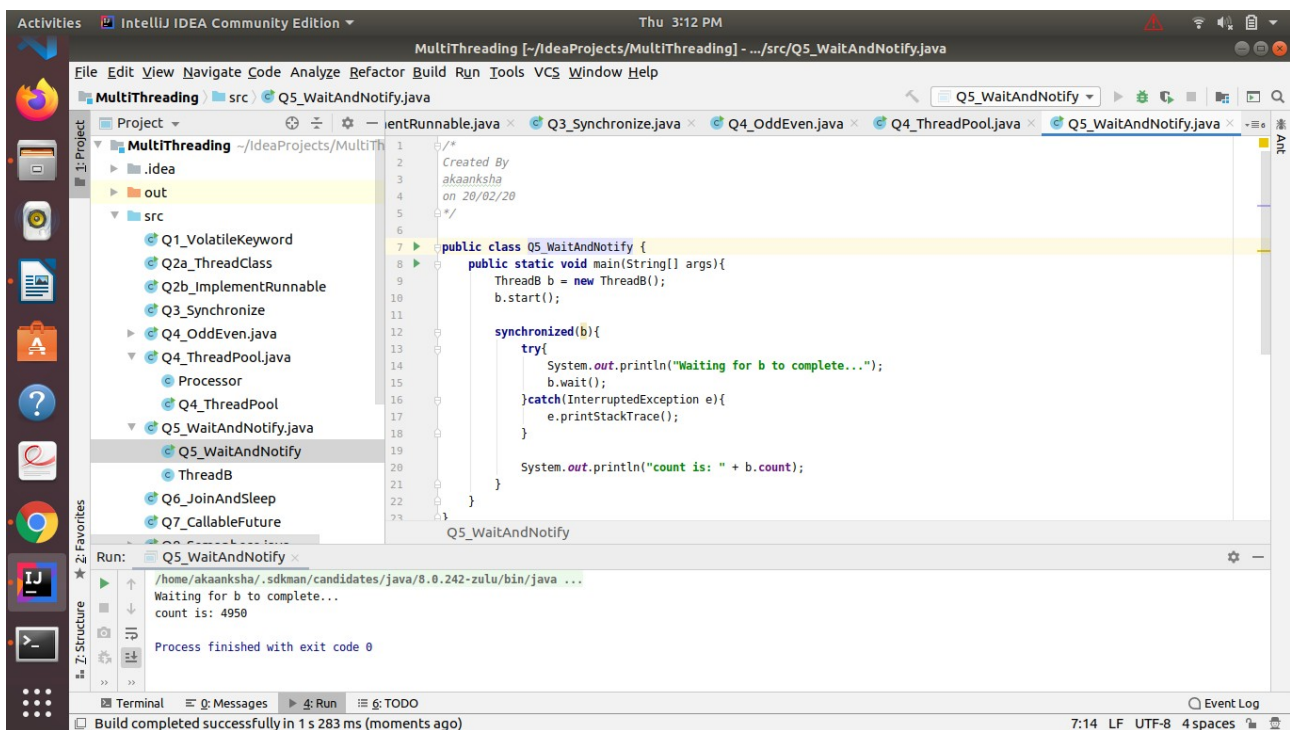 Activities IntelliJ IDEA Community Edition Thu 3:12 PM
MultiThreading [~/IdeaProjects/MultiThreading] - .../src/Q5_WaitAndNotify.java
File Edit View Navigate Code Analyze Refactor Build Run Tools VCS Window Help
MultiThreading src Q5_WaitAndNotify.java Q5_WaitAndNotify
1: Project
Project
entRunnable.java Q3_Synchronize.java Q4_OddEven.java Q4_ThreadPool.java Q5_WaitAndNotify.java
Ant
MultiThreading ~/IdeaProjects/MultiTh
.idea
out
src
Q1_VolatileKeyword
Q2a_ThreadClass
Q2b_ImplementRunnable
Q3_Synchronize
Q4_OddEven.java
Q4_ThreadPool.java
Processor
Q4_ThreadPool
Q5_WaitAndNotify.java
Q5_WaitAndNotify
ThreadB
Q6_JoinAndSleep
Q7_CallableFuture
1 /*
2 Created By
3 akaanksha
4 on 20/02/20
5 */
6
7 public class Q5_WaitAndNotify {
8 public static void main(String[] args){
9 ThreadB b = new ThreadB();
10 b.start();
11
12 synchronized(b){
13 try{
14 System.out.println("Waiting for b to complete...");
15 b.wait();
16 }catch(InterruptedException e){
17 e.printStackTrace();
18 }
19
20 System.out.println("count is: " + b.count);
21 }
22 }
23 }
Q5_WaitAndNotify
2: Favorites
7: Structure
Run: Q5_WaitAndNotify
/home/akaanksha/.sdkman/candidates/java/8.0.242-zulu/bin/java ...
Waiting for b to complete...
count is: 4950
Process finished with exit code 0
Terminal 0: Messages 4: Run 6: TODO Event Log
Build completed successfully in 1 s 283 ms (moments ago) 7:14 LF UTF-8 4 spaces